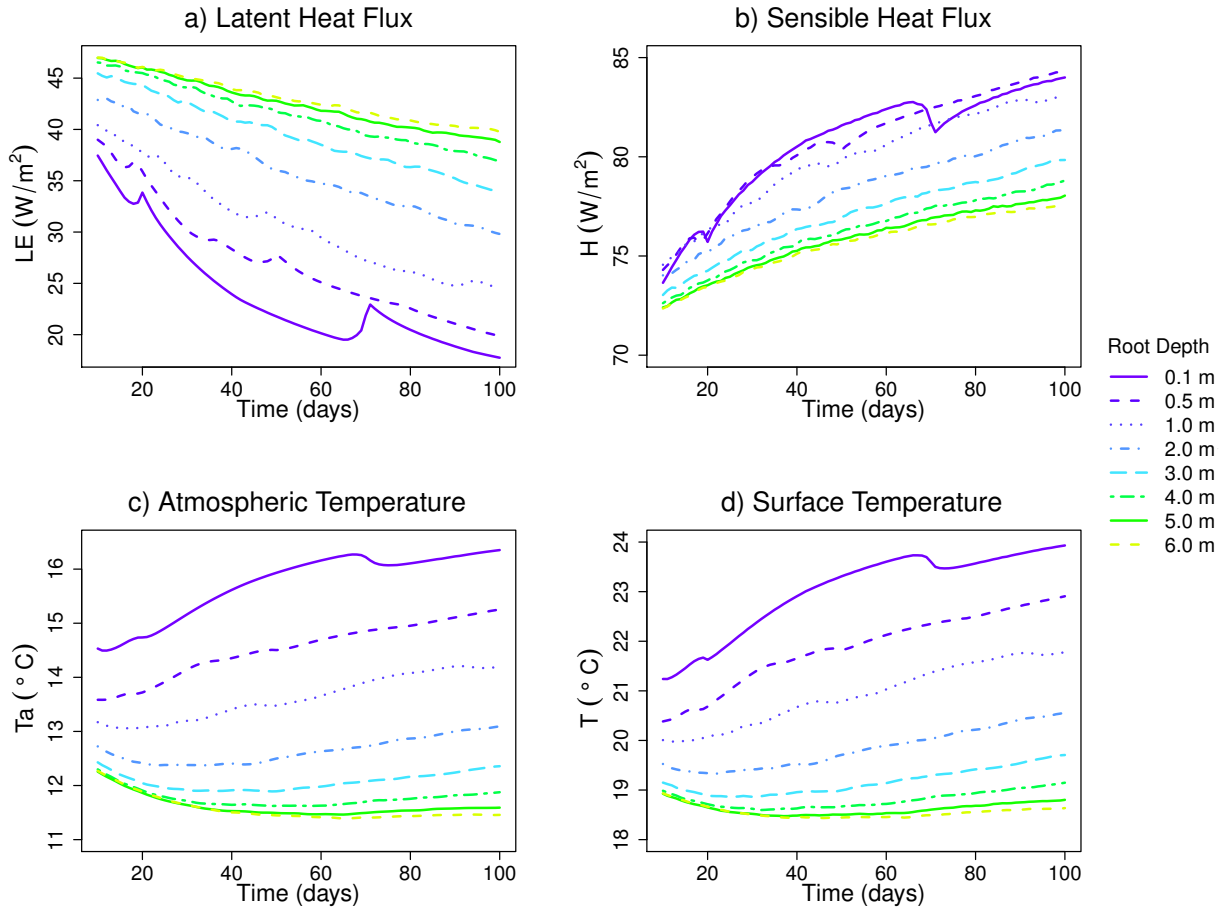 a) Latent Heat Flux
LE (W/m²)
45
40
35
30
25
20
20 40 60 80 100
Time (days)
b) Sensible Heat Flux
H (W/m²)
85
80
75
70
20 40 60 80 100
Time (days)
Root Depth
0.1 m
0.5 m
1.0 m
2.0 m
3.0 m
4.0 m
5.0 m
6.0 m
c) Atmospheric Temperature
Ta (°C)
16
15
14
13
12
11
20 40 60 80 100
Time (days)
d) Surface Temperature
T (°C)
24
23
22
21
20
19
18
20 40 60 80 100
Time (days)